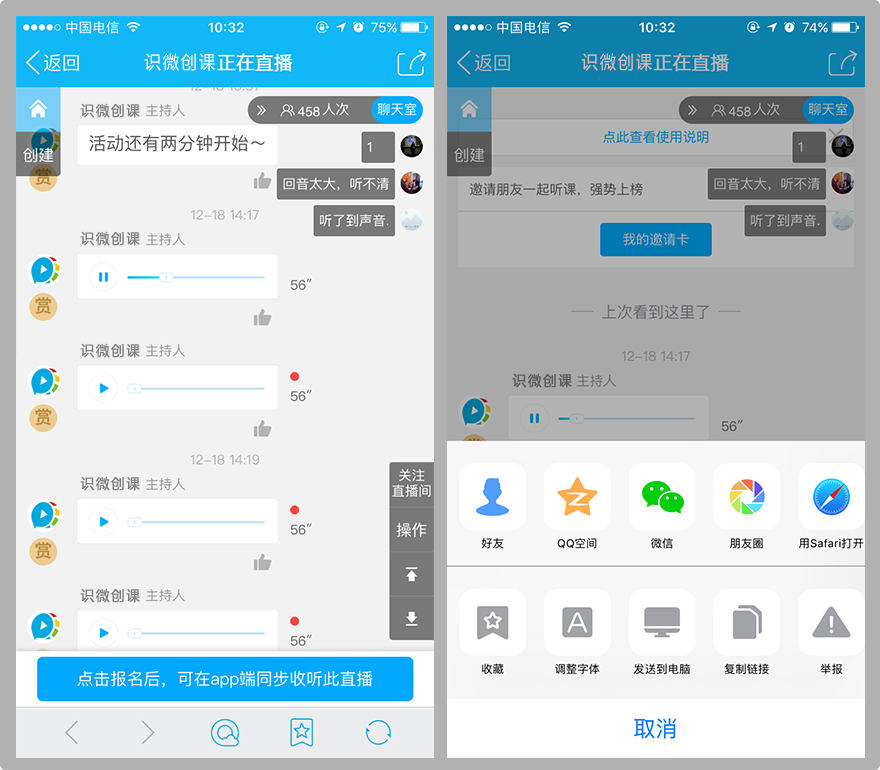 中国电信 10:32 75%
返回 识微创课正在直播
创建
识微创课 主持人
458人次 聊天室
活动还有两分钟开始～
1
赏
回音太大，听不清
听了到声音.
12-18 14:17
识微创课 主持人
56″
赏
识微创课 主持人
56″
赏
12-18 14:19
识微创课 主持人
56″
赏
识微创课 主持人
56″
关注
直播间
操作
点击报名后，可在app端同步收听此直播
中国电信 10:32 74%
返回 识微创课正在直播
创建
458人次 聊天室
点此查看使用说明
1
邀请朋友一起听课，强势上榜
回音太大，听不清
听了到声音.
我的邀请卡
上次看到这里了
12-18 14:17
识微创课 主持人
56″
好友 QQ空间 微信 朋友圈 用Safari打开
收藏 调整字体 发送到电脑 复制链接 举报
取消